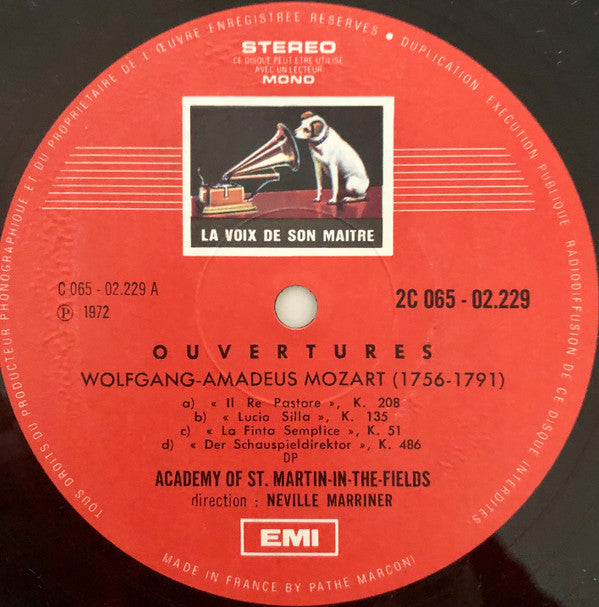 TOUS DROITS DU PRODUCTEUR PHONOGRAPHIQUE ET DU PROPRIETAIRE DE L'ŒUVRE ENREGISTREE RESERVES • DUPLICATION EXECUTION PUBLIQUE RADIODIFFUSION DE CE DISQUE INTERDITES
STEREO
CE DISQUE PEUT ETRE UTILISE
AVEC UN LECTEUR
MONO
LA VOIX DE SON MAITRE
C 065 - 02.229 A
Ⓟ 1972
2C 065 - 02.229
OUVERTURES
WOLFGANG-AMADEUS MOZART (1756-1791)
a) « Il Re Pastore », K. 208
b) « Lucio Silla », K. 135
c) « La Finta Semplice », K. 51
d) « Der Schauspieldirektor », K. 486
DP
ACADEMY OF ST. MARTIN-IN-THE-FIELDS
direction : NEVILLE MARRINER
EMI
MADE IN FRANCE BY PATHE MARCONI